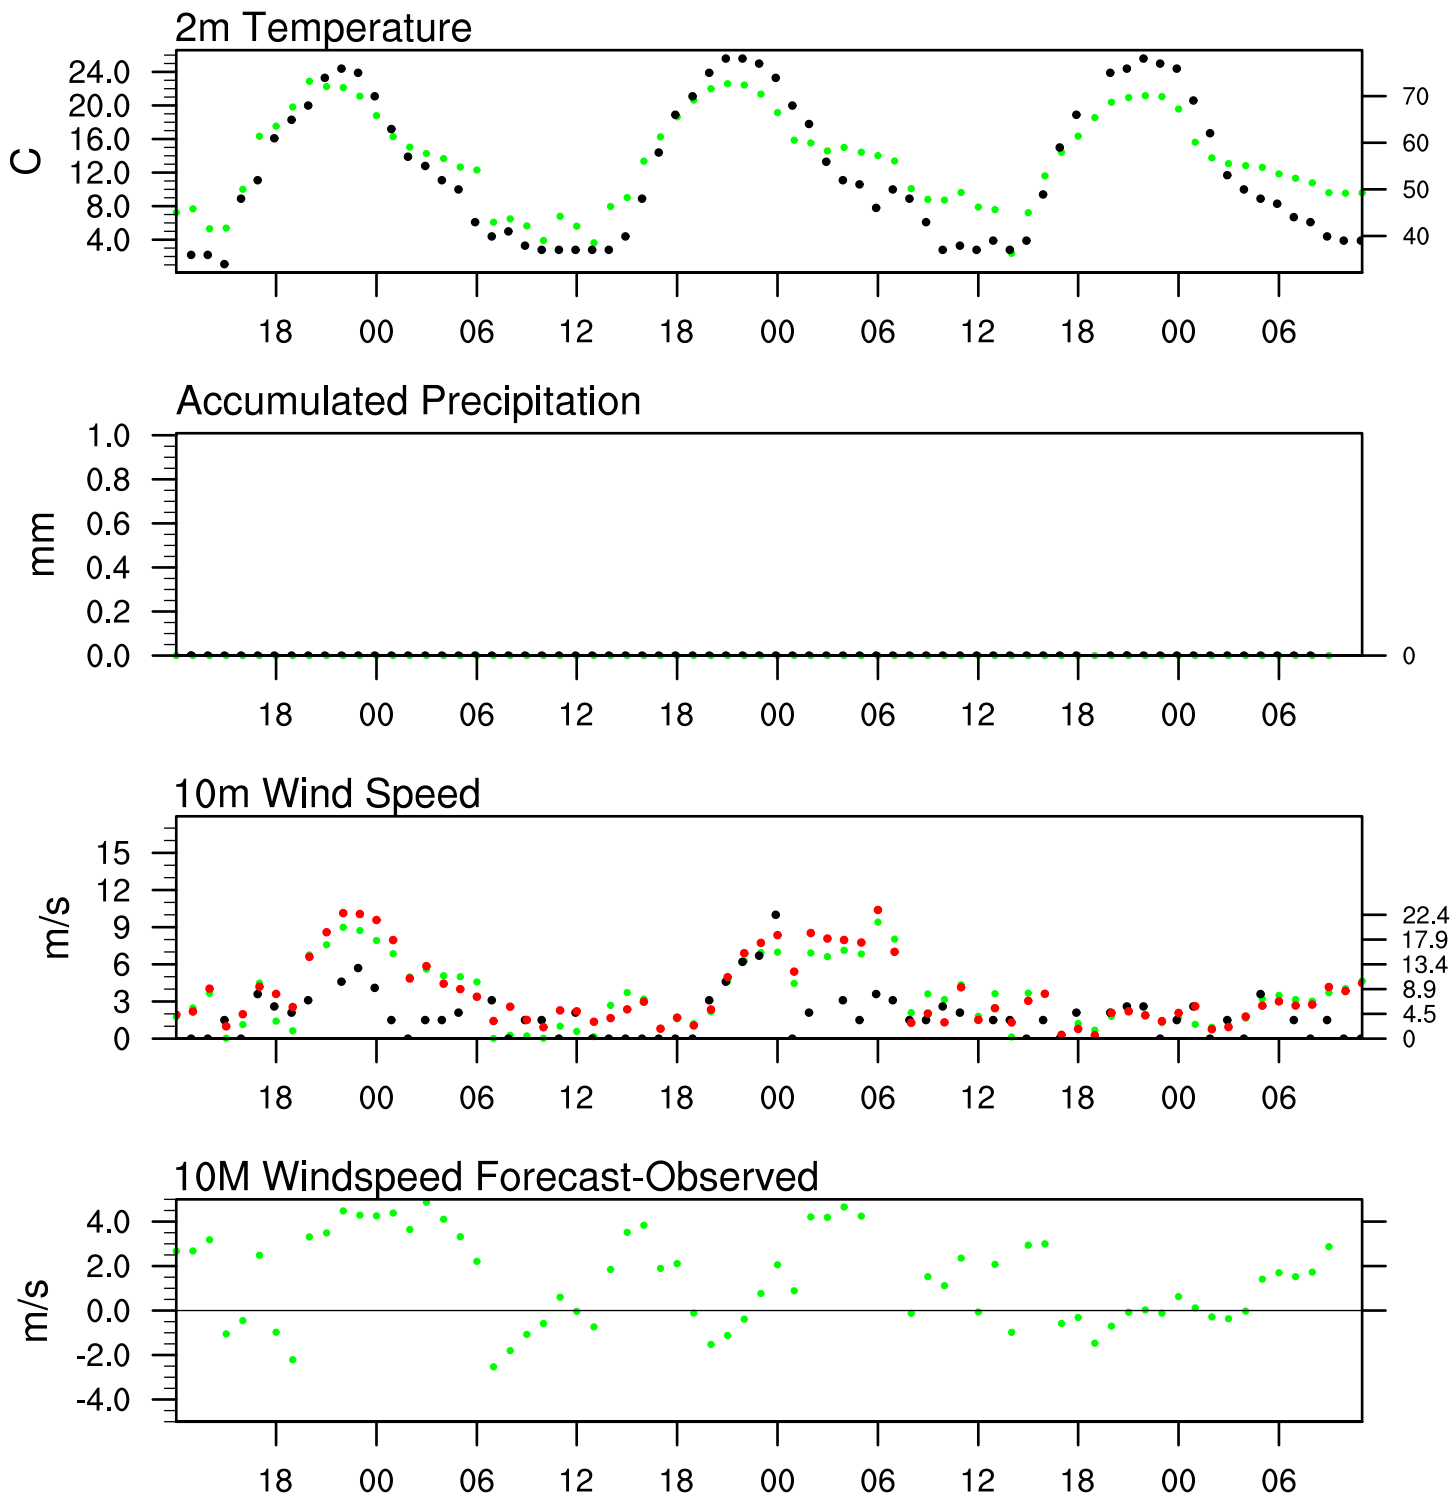 2m Temperature
24.0
20.0
16.0
12.0
8.0
4.0
C
70
60
50
40
18 00 06 12 18 00 06 12 18 00 06
Accumulated Precipitation
1.0
0.8
0.6
0.4
0.2
0.0
mm
0
18 00 06 12 18 00 06 12 18 00 06
10m Wind Speed
15
12
9
6
3
0
m/s
22.4
17.9
13.4
8.9
4.5
0
18 00 06 12 18 00 06 12 18 00 06
10M Windspeed Forecast-Observed
4.0
2.0
0.0
-2.0
-4.0
m/s
18 00 06 12 18 00 06 12 18 00 06